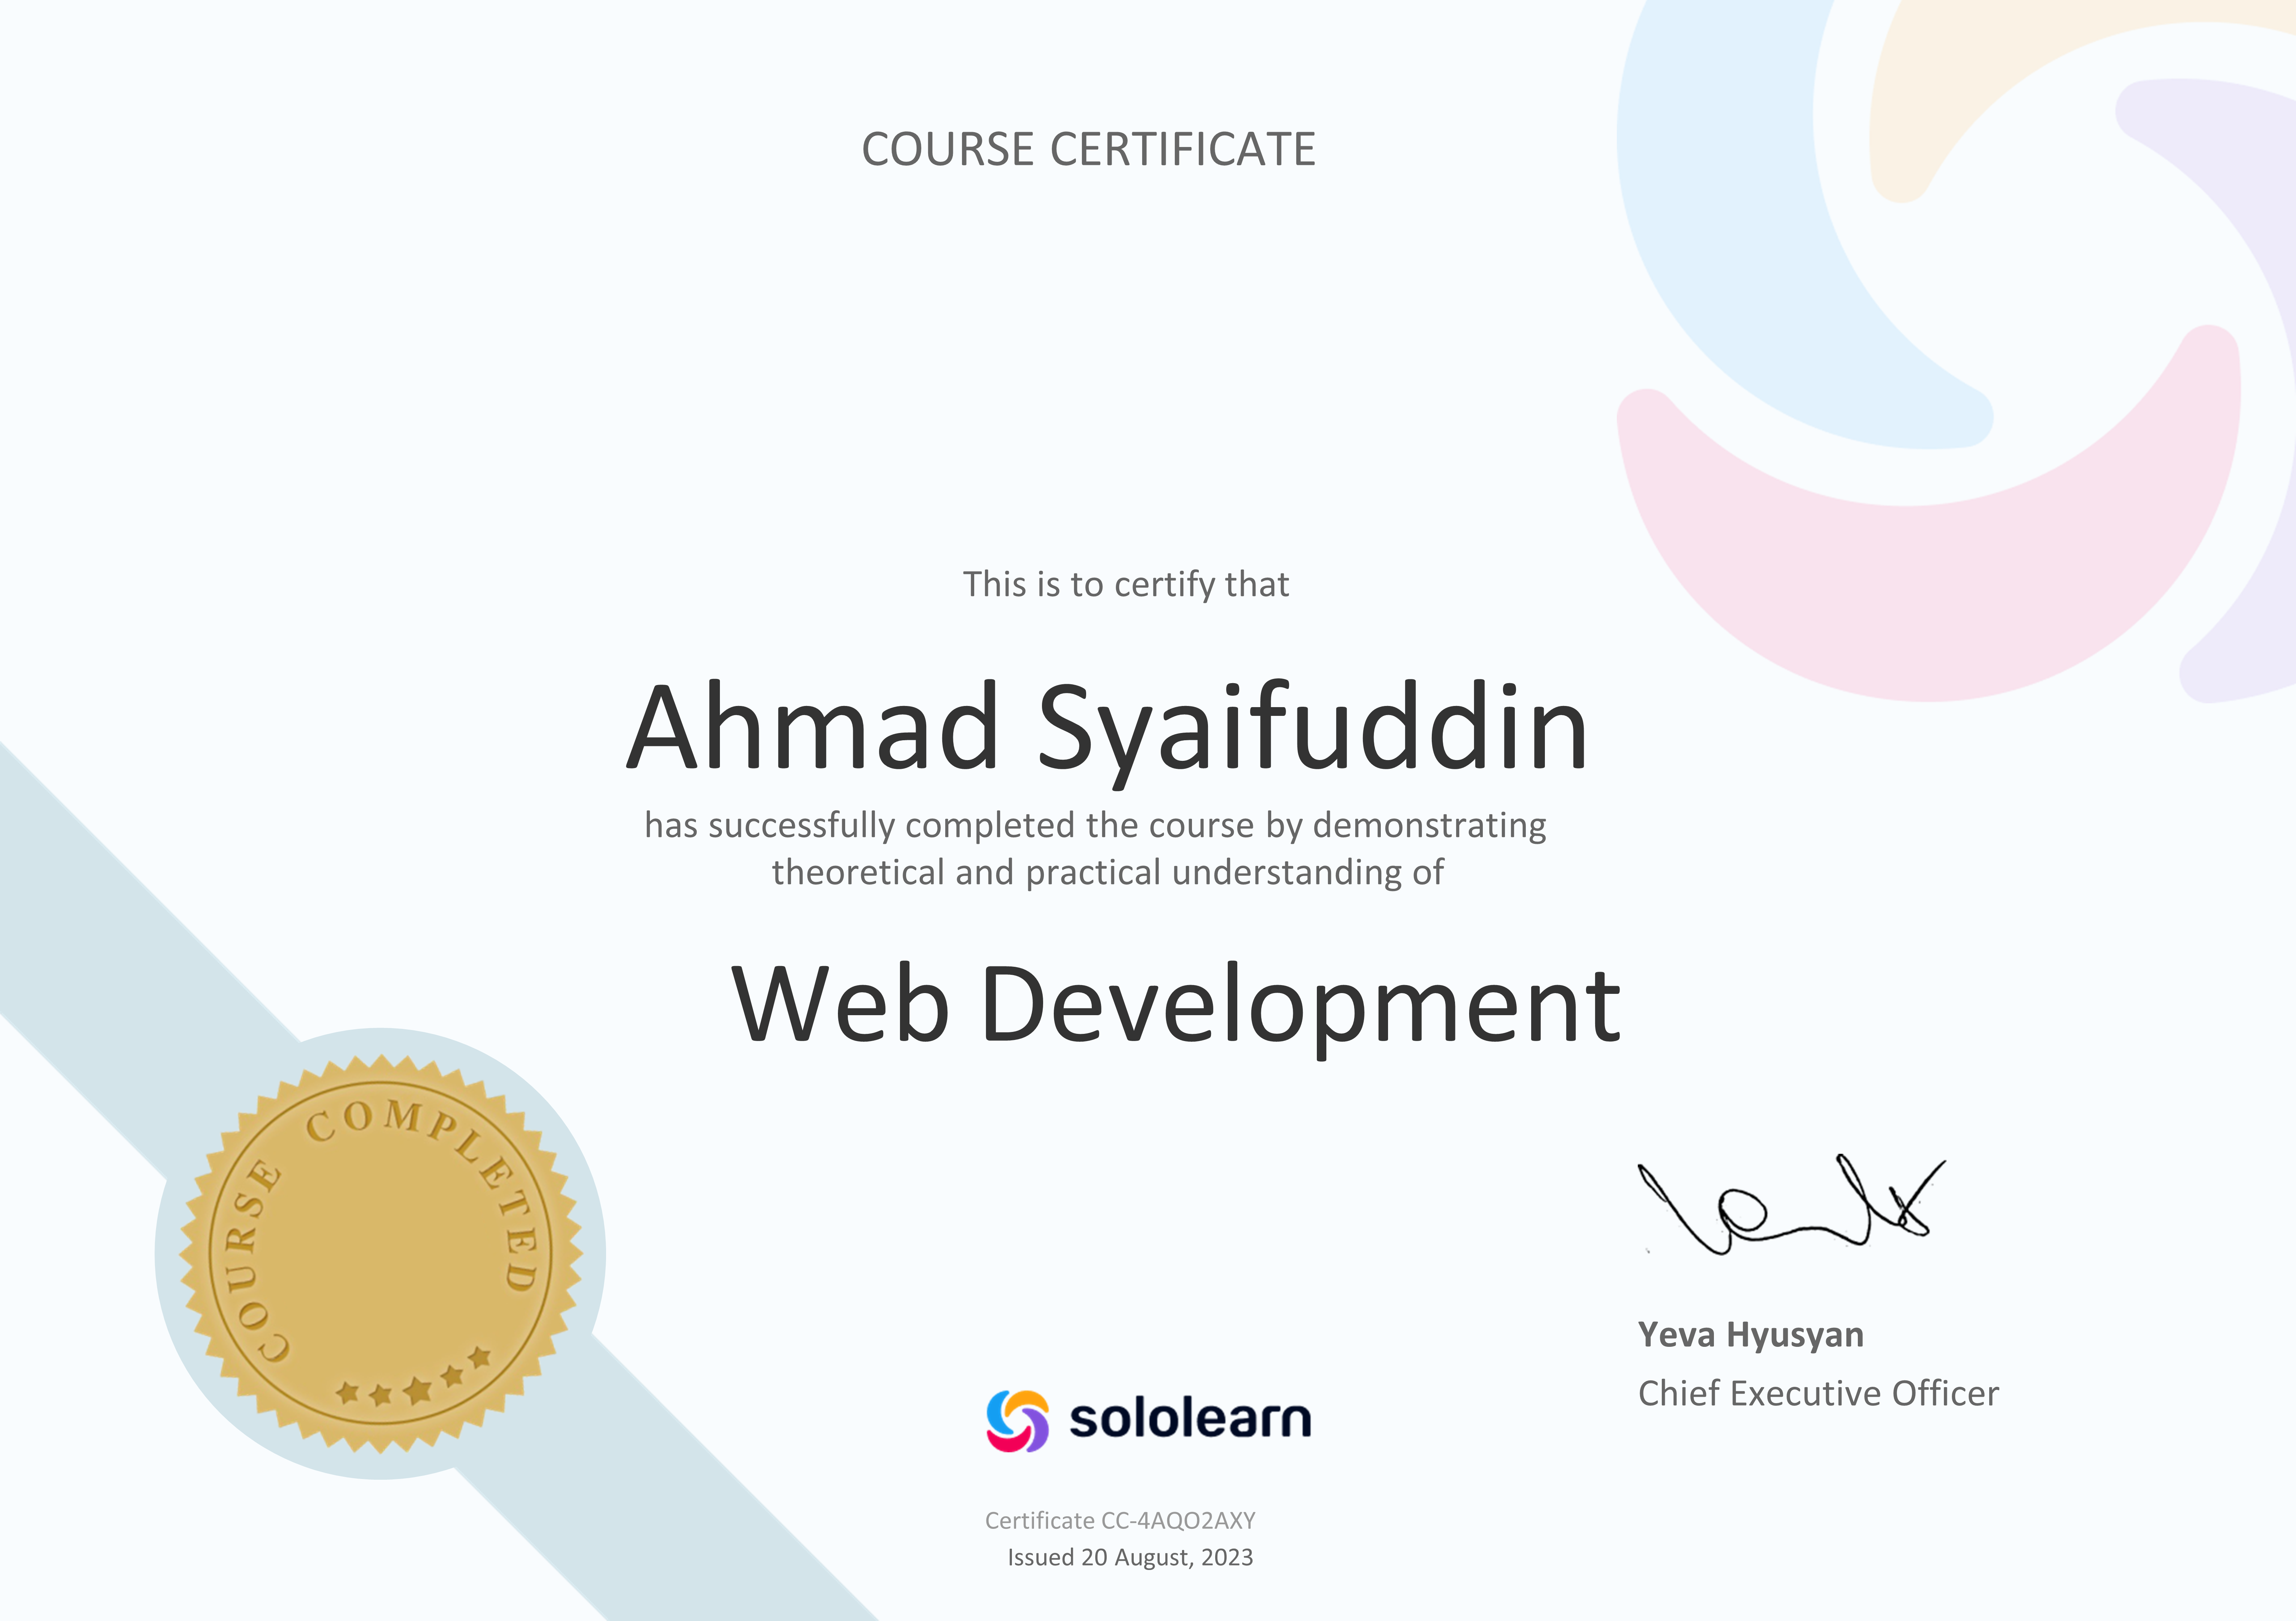 COURSE CERTIFICATE
This is to certify that
Ahmad Syaifuddin
has successfully completed the course by demonstrating
theoretical and practical understanding of
Web Development
COURSE COMPLETED
Yeva Hyusyan
Chief Executive Officer
sololearn
Certificate CC-4AQO2AXY
Issued 20 August, 2023